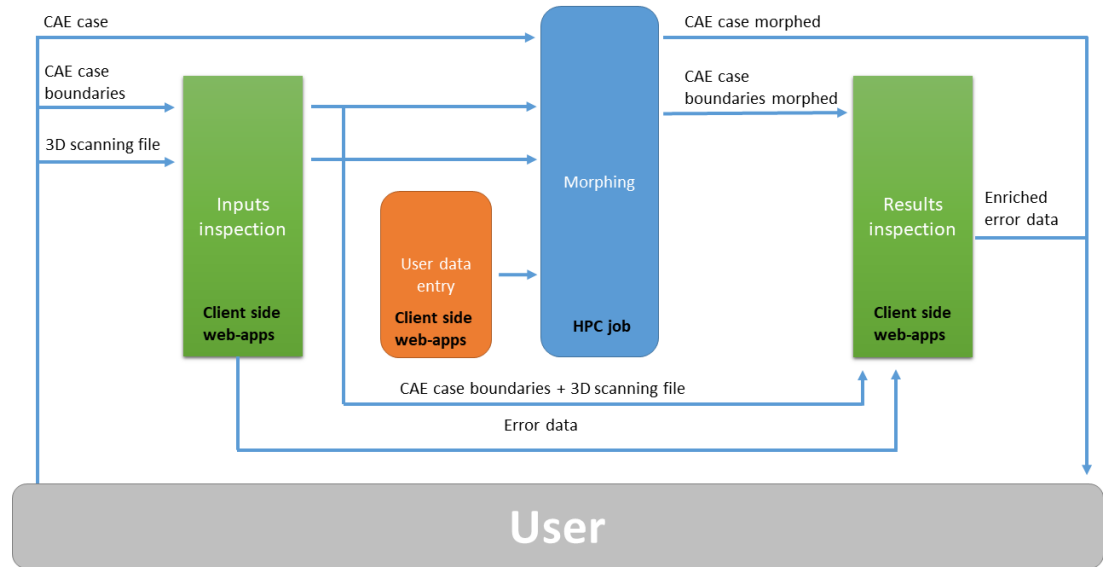 CAE case
CAE case morphed
CAE case
boundaries
CAE case
boundaries morphed
3D scanning file
Inputs
inspection
Client side
web-apps
User data
entry
Client side
web-apps
Morphing
HPC job
Results
inspection
Client side
web-apps
Enriched
error data
CAE case boundaries + 3D scanning file
Error data
User